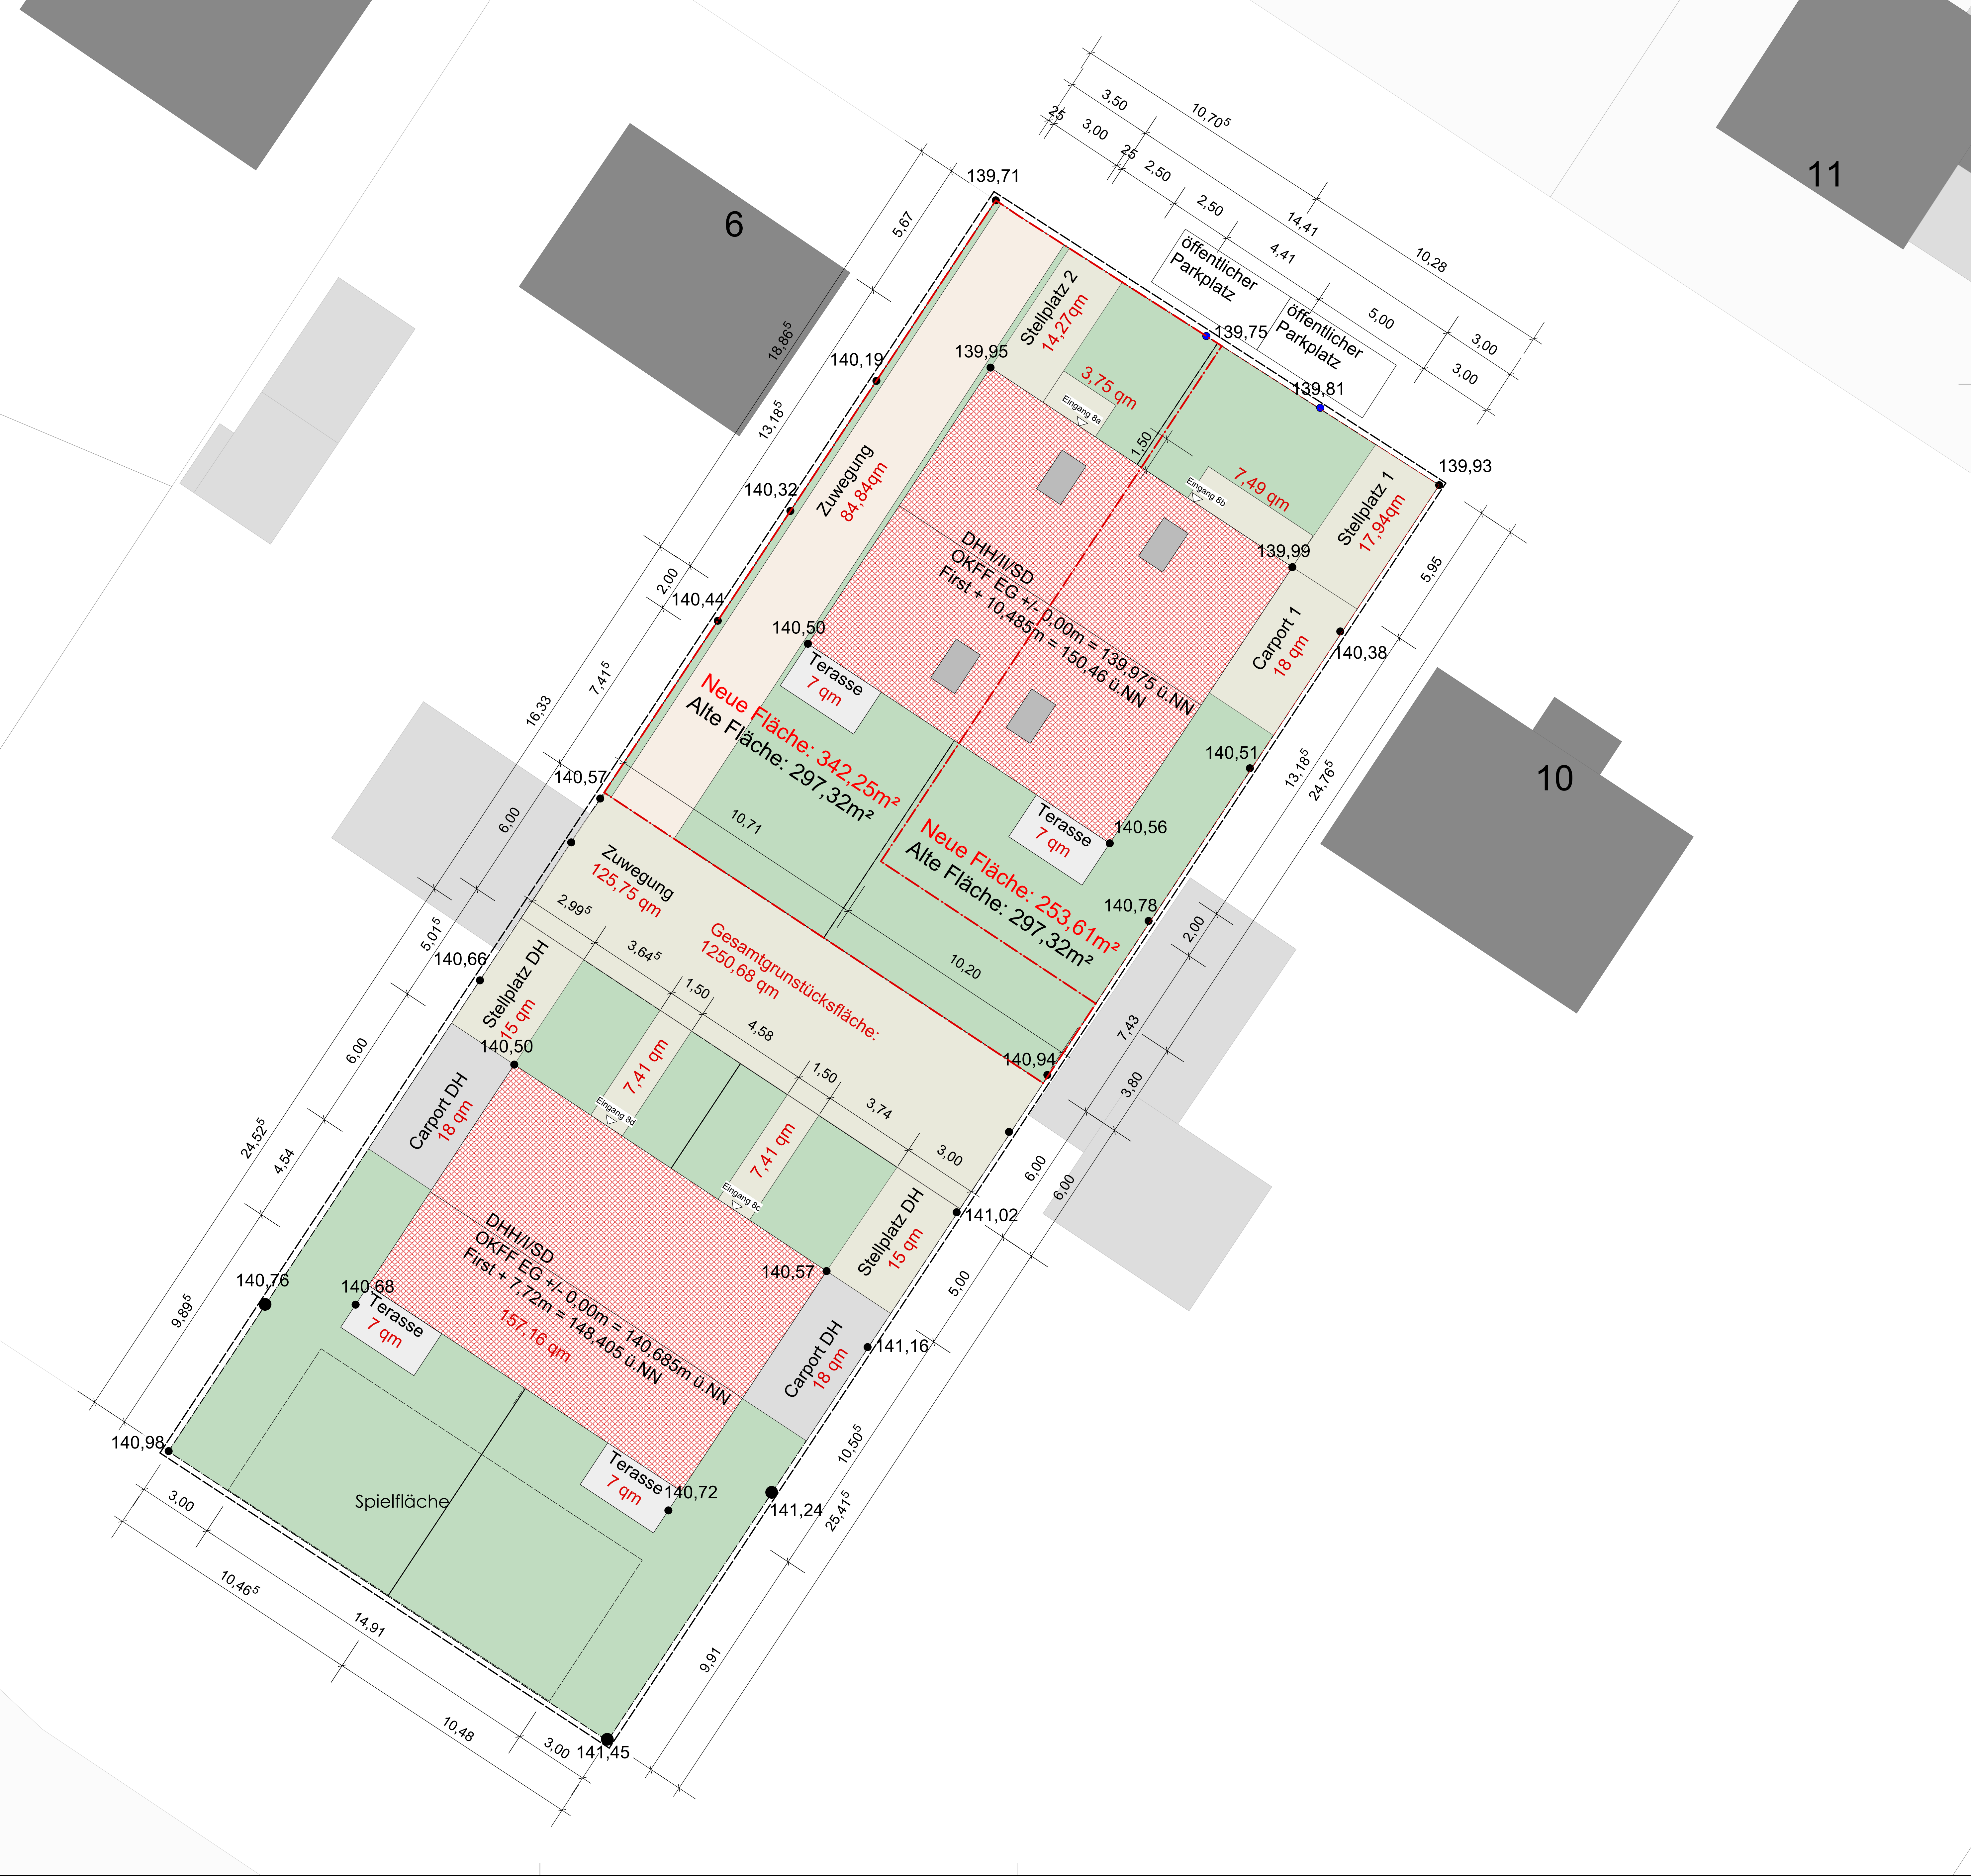 11
6
10
10,70⁵
3,50
14,41
10,28
25
3,00
25
2,50
2,50
4,41
5,00
3,00
3,00
öffentlicher
Parkplatz
öffentlicher
Parkplatz
139,71
139,75
139,81
139,93
139,95
139,99
140,19
140,32
140,44
140,50
140,57
140,38
140,51
140,56
140,78
140,94
5,67
18,86⁵
13,18⁵
2,00
7,41⁵
16,33
6,00
5,01⁵
6,00
24,52⁵
4,54
9,89⁵
Stellplatz 2
14,27qm
3,75 qm
Eingang 8a
1,50
7,49 qm
Eingang 8b
Stellplatz 1
17,94qm
Carport 1
18 qm
Zuwegung
84,84qm
DHH/II/SD
OKFF EG +/- 0,00m = 139,975 ü.NN
First + 10,485m = 150,46 ü.NN
Terasse
7 qm
Terasse
7 qm
Neue Fläche: 342,25m²
Alte Fläche: 297,32m²
Neue Fläche: 253,61m²
Alte Fläche: 297,32m²
10,71
10,20
5,95
13,18⁵
24,76⁵
2,00
7,43
3,80
6,00
6,00
5,00
10,50⁵
25,41⁵
9,91
Zuwegung
125,75 qm
Gesamtgrunstücksfläche:
1250,68 qm
2,99⁵
3,64⁵
1,50
4,58
1,50
3,74
3,00
140,66
Stellplatz DH
15 qm
140,50
Carport DH
18 qm
7,41 qm
Eingang 8d
7,41 qm
Eingang 8c
Stellplatz DH
15 qm
141,02
140,57
Carport DH
18 qm
141,16
DHH/I/SD
OKFF EG +/- 0,00m = 140,685m ü.NN
First + 7,72m = 148,405 ü.NN
157,16 qm
140,76
140,68
Terasse
7 qm
Terasse
7 qm
140,72
141,24
140,98
Spielfläche
3,00
10,46⁵
14,91
10,48
3,00
141,45